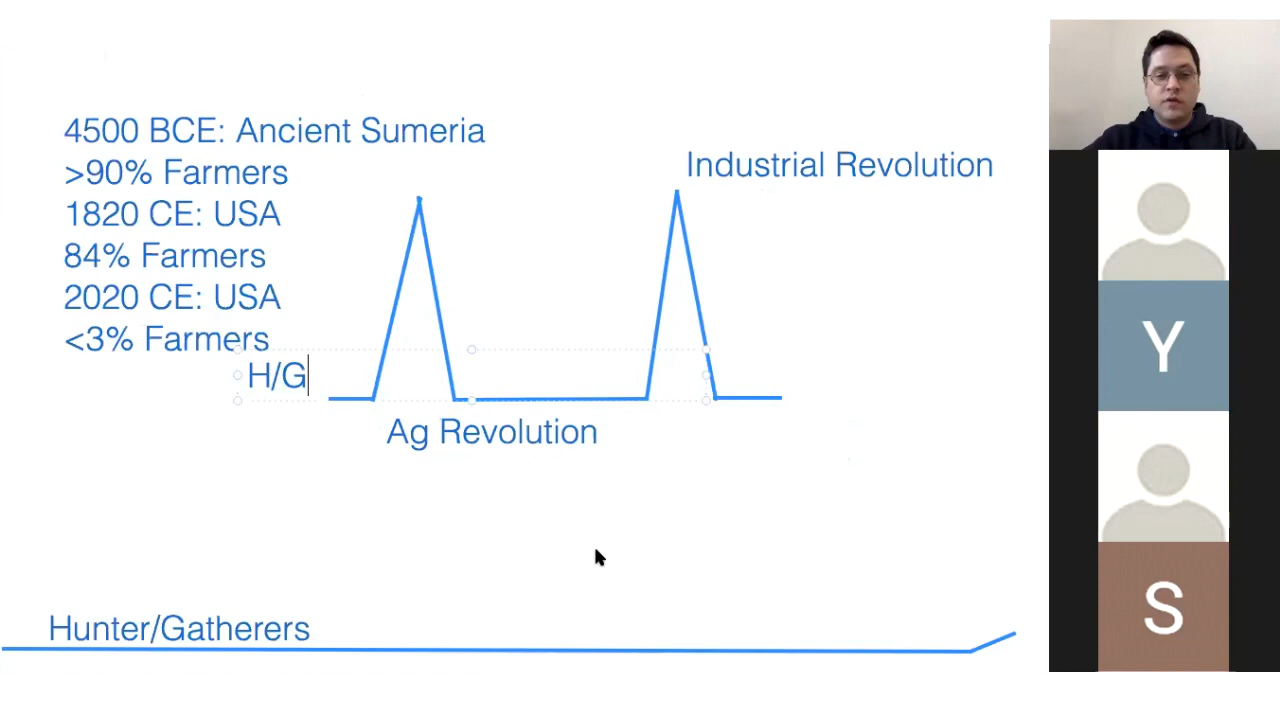 4500 BCE: Ancient Sumeria
>90% Farmers
1820 CE: USA
84% Farmers
2020 CE: USA
<3% Farmers
H/G
Industrial Revolution
Ag Revolution
Hunter/Gatherers
Y
S